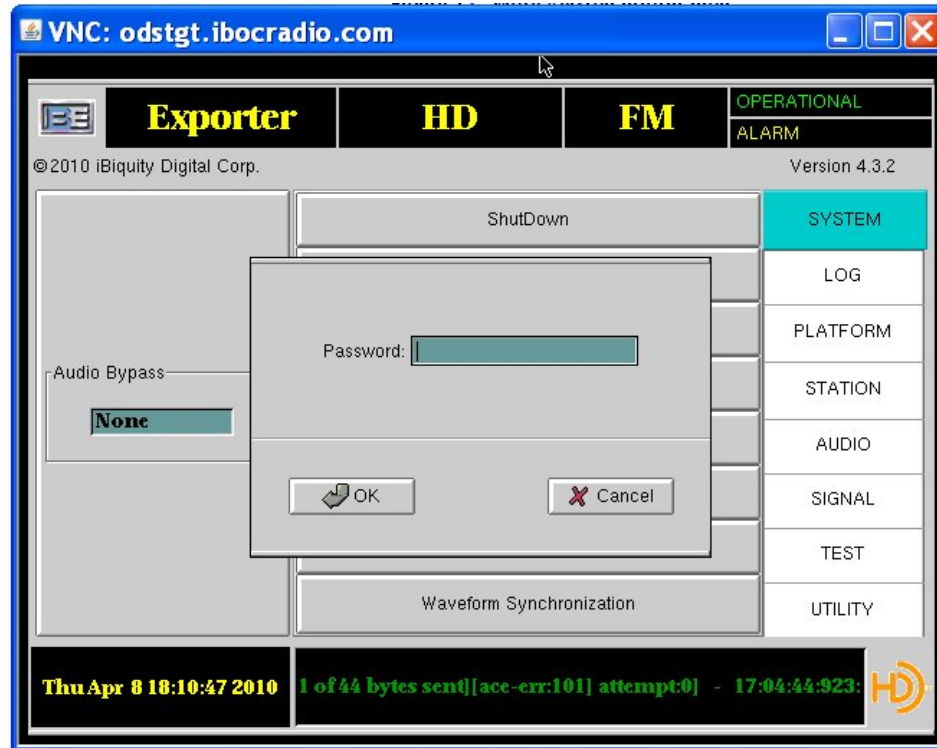 VNC: odstgt.ibocradio.com
Exporter
HD
FM
OPERATIONAL
ALARM
©2010 iBiquity Digital Corp.
Version 4.3.2
ShutDown
SYSTEM
LOG
PLATFORM
Password:
Audio Bypass
STATION
None
AUDIO
OK
Cancel
SIGNAL
TEST
Waveform Synchronization
UTILITY
Thu Apr 8 18:10:47 2010
1 of 44 bytes sent][ace-err:101] attempt:0] - 17:04:44:923:
HD